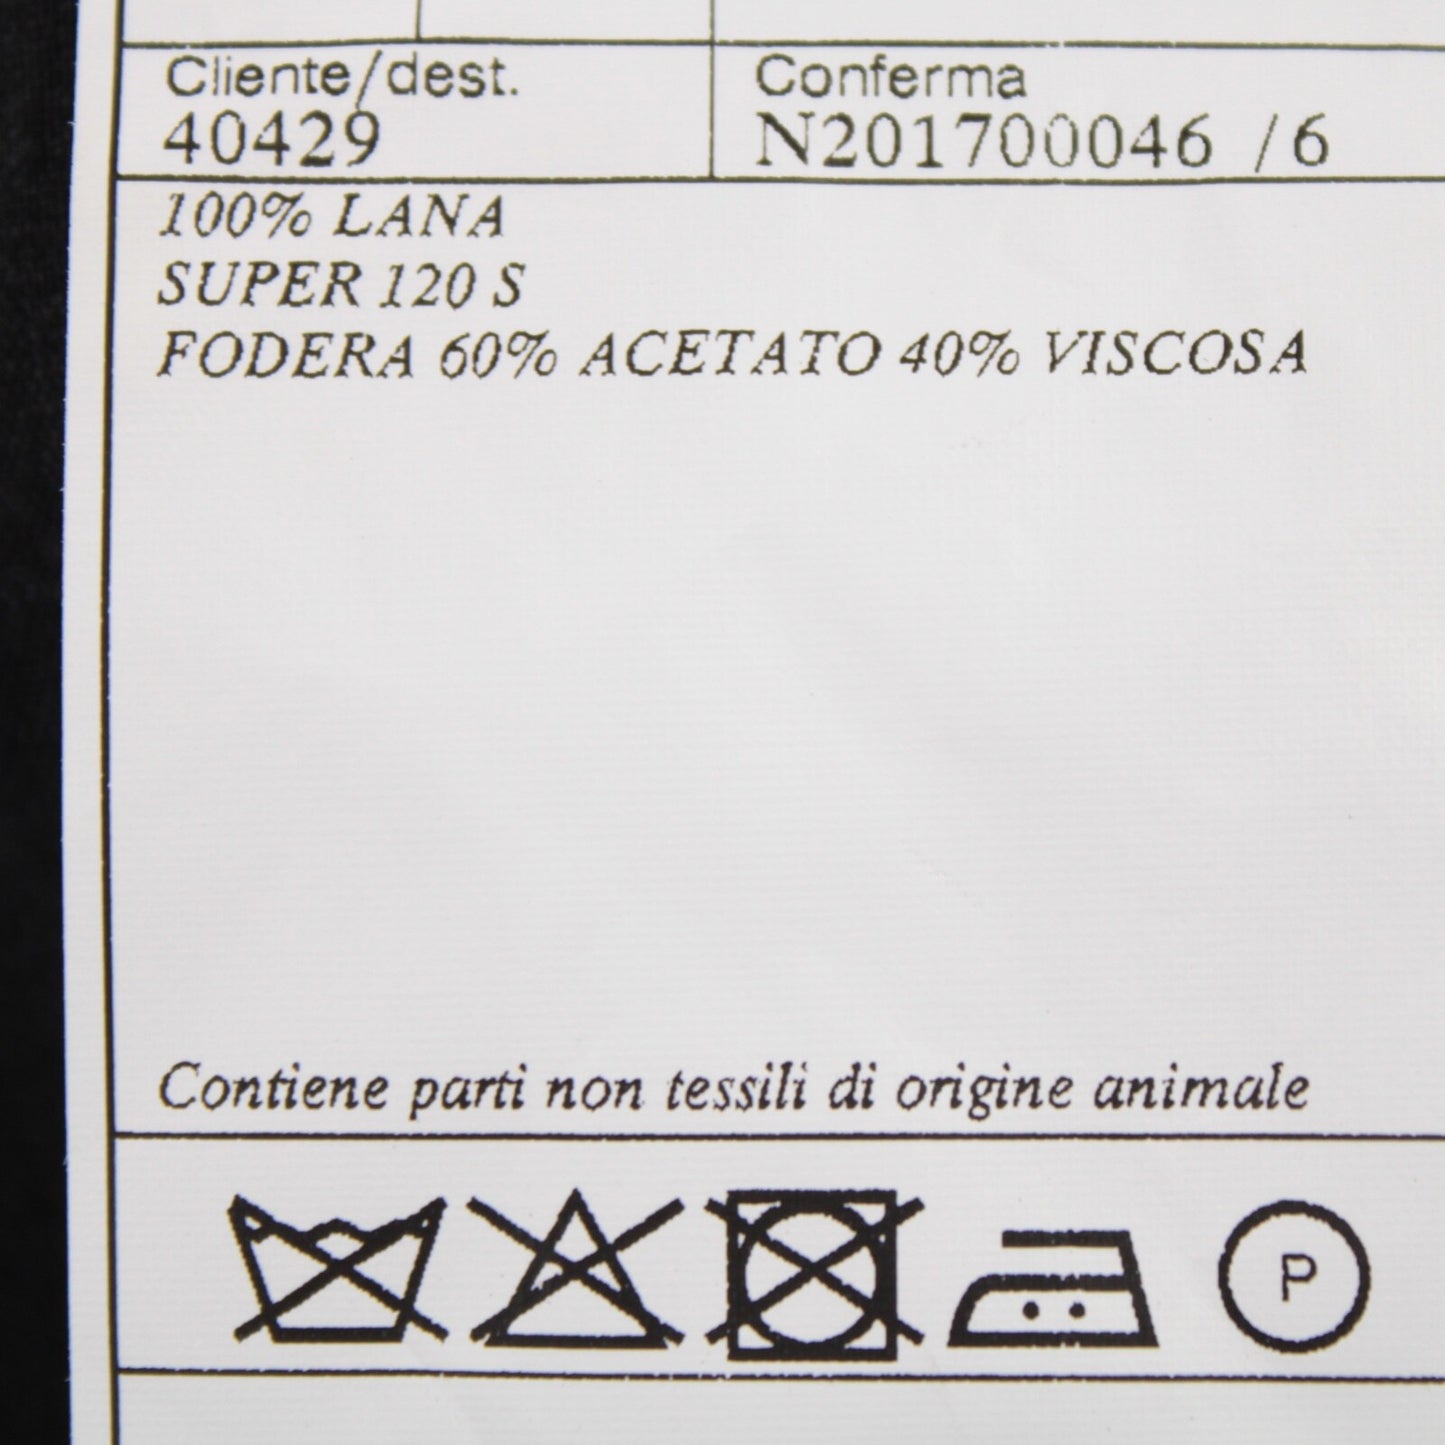 Cliente/dest.
40429
Conferma
N201700046 /6
100% LANA
SUPER 120 S
FODERA 60% ACETATO 40% VISCOSA
Contiene parti non tessili di origine animale
P